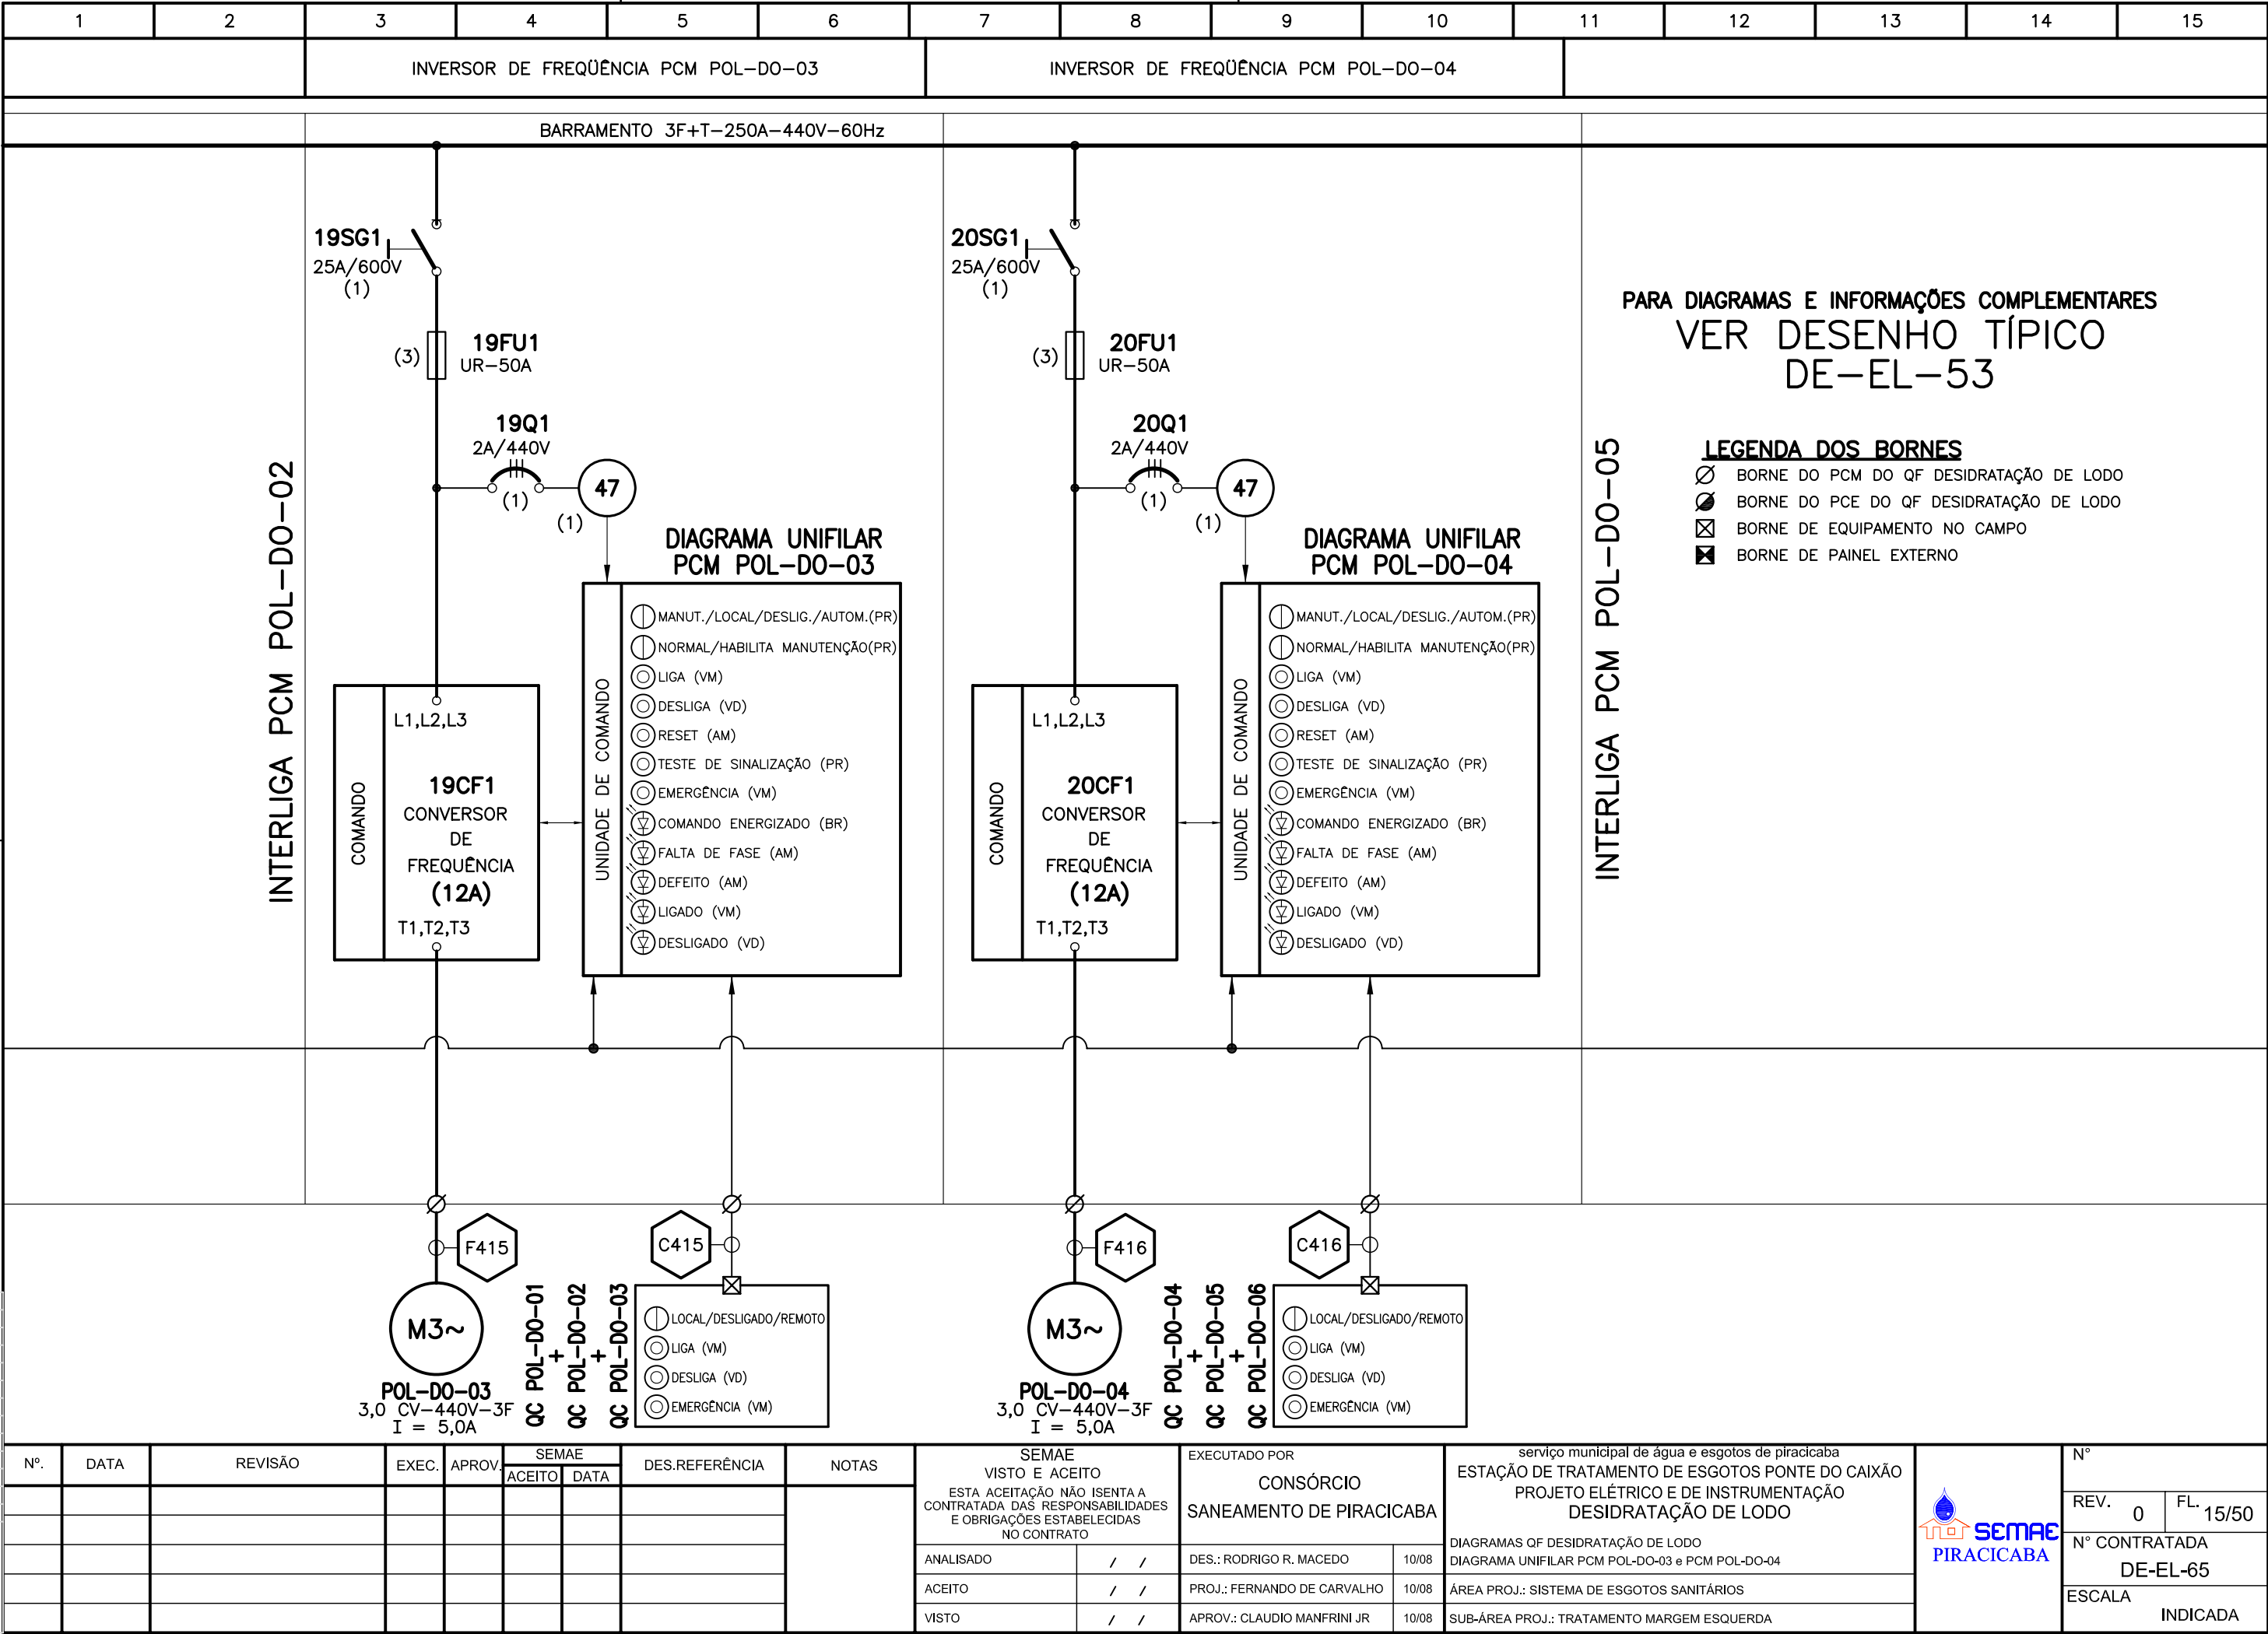 1 2 3 4 5 6 7 8 9 10 11 12 13 14 15
INVERSOR DE FREQÜÊNCIA PCM POL-DO-03
INVERSOR DE FREQÜÊNCIA PCM POL-DO-04
BARRAMENTO 3F+T-250A-440V-60Hz
INTERLIGA PCM POL-DO-02
19SG1
25A/600V
(1)
(3)
19FU1
UR-50A
19Q1
2A/440V
(1)
47
(1)
DIAGRAMA UNIFILAR
PCM POL-DO-03
COMANDO
L1,L2,L3
19CF1
CONVERSOR
DE
FREQUÊNCIA
(12A)
T1,T2,T3
UNIDADE DE COMANDO
MANUT./LOCAL/DESLIG./AUTOM.(PR)
NORMAL/HABILITA MANUTENÇÃO(PR)
LIGA (VM)
DESLIGA (VD)
RESET (AM)
TESTE DE SINALIZAÇÃO (PR)
EMERGÊNCIA (VM)
COMANDO ENERGIZADO (BR)
FALTA DE FASE (AM)
DEFEITO (AM)
LIGADO (VM)
DESLIGADO (VD)
F415
C415
M3~
POL-DO-03
3,0 CV-440V-3F
I = 5,0A
QC POL-DO-01
+
QC POL-DO-02
+
QC POL-DO-03
LOCAL/DESLIGADO/REMOTO
LIGA (VM)
DESLIGA (VD)
EMERGÊNCIA (VM)
20SG1
25A/600V
(1)
(3)
20FU1
UR-50A
20Q1
2A/440V
(1)
47
(1)
DIAGRAMA UNIFILAR
PCM POL-DO-04
COMANDO
L1,L2,L3
20CF1
CONVERSOR
DE
FREQUÊNCIA
(12A)
T1,T2,T3
UNIDADE DE COMANDO
MANUT./LOCAL/DESLIG./AUTOM.(PR)
NORMAL/HABILITA MANUTENÇÃO(PR)
LIGA (VM)
DESLIGA (VD)
RESET (AM)
TESTE DE SINALIZAÇÃO (PR)
EMERGÊNCIA (VM)
COMANDO ENERGIZADO (BR)
FALTA DE FASE (AM)
DEFEITO (AM)
LIGADO (VM)
DESLIGADO (VD)
F416
C416
M3~
POL-DO-04
3,0 CV-440V-3F
I = 5,0A
QC POL-DO-04
+
QC POL-DO-05
+
QC POL-DO-06
LOCAL/DESLIGADO/REMOTO
LIGA (VM)
DESLIGA (VD)
EMERGÊNCIA (VM)
INTERLIGA PCM POL-DO-05
PARA DIAGRAMAS E INFORMAÇÕES COMPLEMENTARES
VER DESENHO TÍPICO
DE-EL-53
LEGENDA DOS BORNES
BORNE DO PCM DO QF DESIDRATAÇÃO DE LODO
BORNE DO PCE DO QF DESIDRATAÇÃO DE LODO
BORNE DE EQUIPAMENTO NO CAMPO
BORNE DE PAINEL EXTERNO
Nº. DATA REVISÃO EXEC. APROV. SEMAE ACEITO DATA DES.REFERÊNCIA NOTAS
SEMAE
VISTO E ACEITO
ESTA ACEITAÇÃO NÃO ISENTA A
CONTRATADA DAS RESPONSABILIDADES
E OBRIGAÇÕES ESTABELECIDAS
NO CONTRATO
ANALISADO / /
ACEITO / /
VISTO / /
EXECUTADO POR
CONSÓRCIO
SANEAMENTO DE PIRACICABA
DES.: RODRIGO R. MACEDO 10/08
PROJ.: FERNANDO DE CARVALHO 10/08
APROV.: CLAUDIO MANFRINI JR 10/08
serviço municipal de água e esgotos de piracicaba
ESTAÇÃO DE TRATAMENTO DE ESGOTOS PONTE DO CAIXÃO
PROJETO ELÉTRICO E DE INSTRUMENTAÇÃO
DESIDRATAÇÃO DE LODO
DIAGRAMAS QF DESIDRATAÇÃO DE LODO
DIAGRAMA UNIFILAR PCM POL-DO-03 e PCM POL-DO-04
ÁREA PROJ.: SISTEMA DE ESGOTOS SANITÁRIOS
SUB-ÁREA PROJ.: TRATAMENTO MARGEM ESQUERDA
SEMAE
PIRACICABA
N°
REV. 0 FL. 15/50
N° CONTRATADA
DE-EL-65
ESCALA
INDICADA